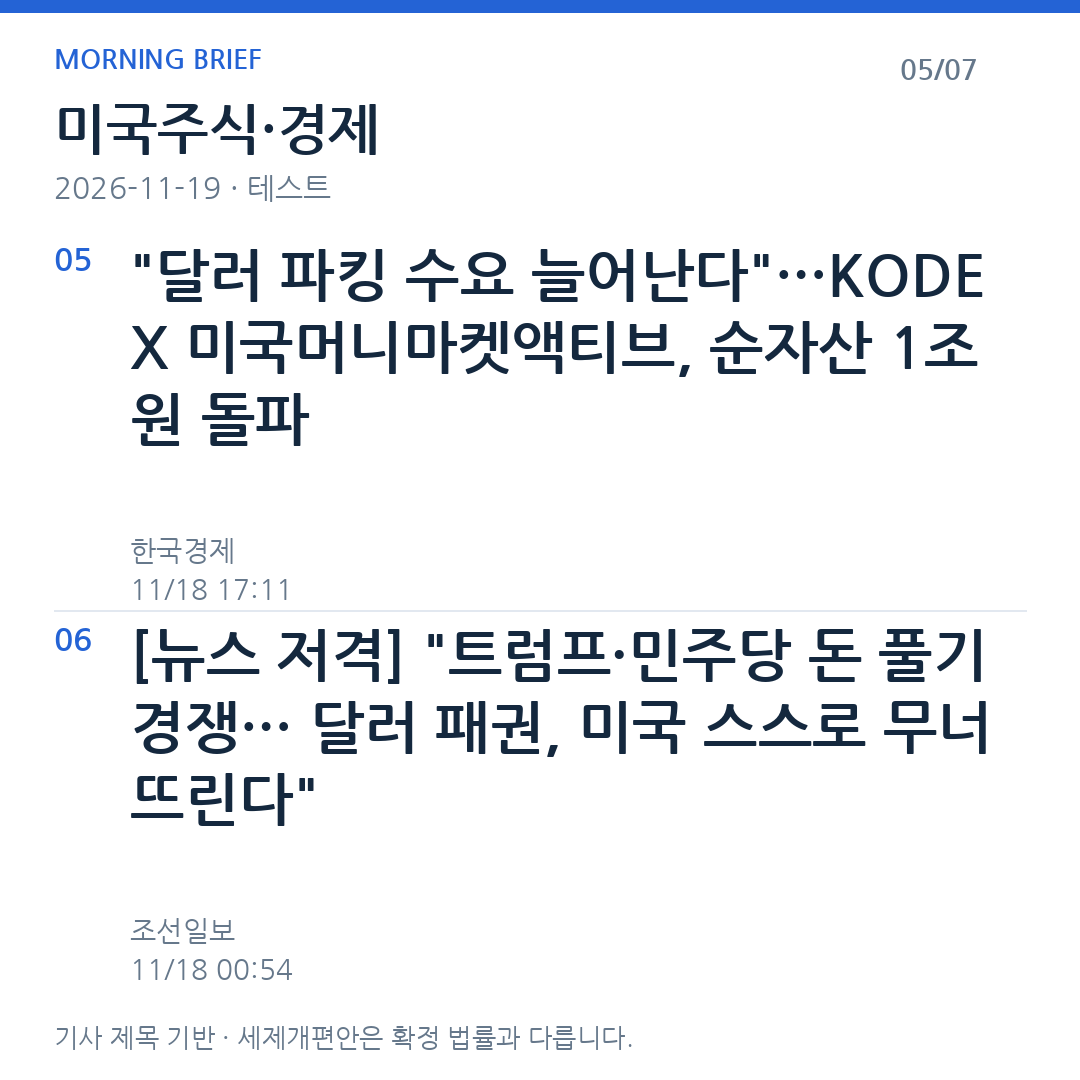 MORNING BRIEF
05/07
미국주식·경제
2026-11-19 · 테스트
05
"달러 파킹 수요 늘어난다"…KODE
X 미국머니마켓액티브, 순자산 1조
원 돌파
한국경제
11/18 17:11
06
[뉴스 저격] "트럼프·민주당 돈 풀기
경쟁… 달러 패권, 미국 스스로 무너
뜨린다"
조선일보
11/18 00:54
기사 제목 기반 · 세제개편안은 확정 법률과 다릅니다.